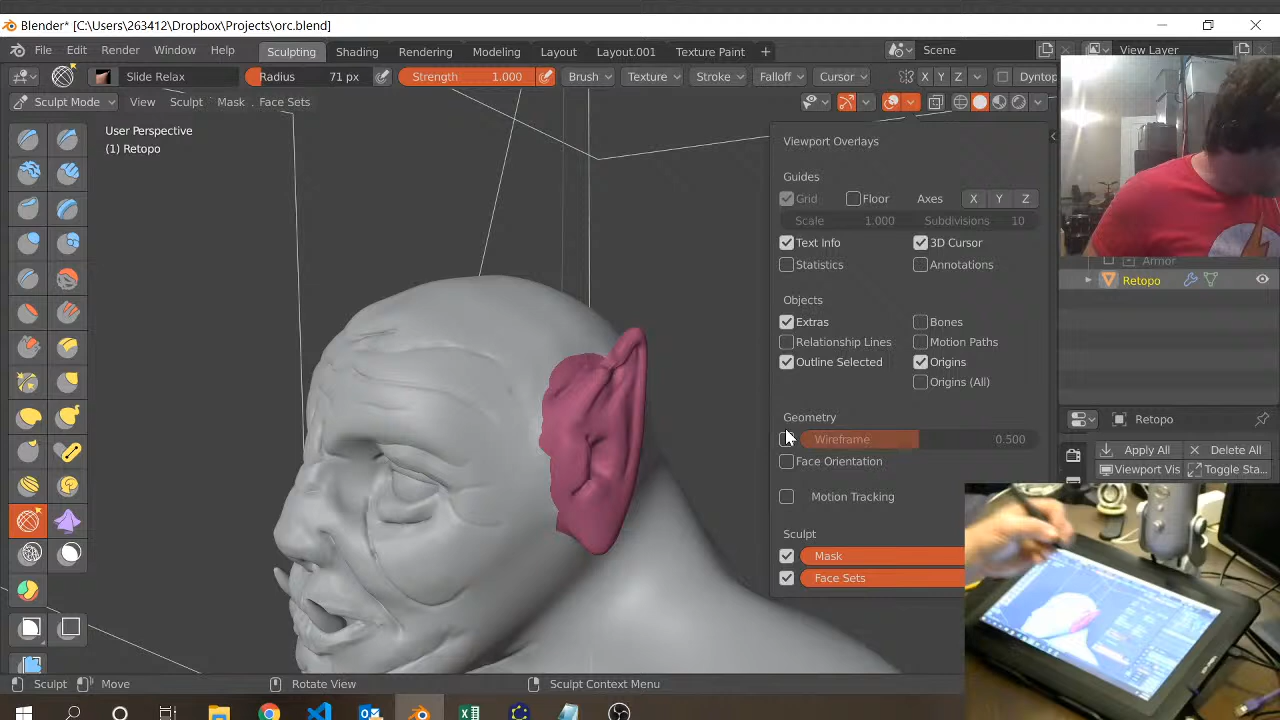 Blender* [C:\Users\263412\Dropbox\Projects\orc.blend]
File Edit Render Window Help Sculpting Shading Rendering Modeling Layout Layout.001 Texture Paint + Scene View Layer
Slide Relax Radius 71 px Strength 1.000 Brush Texture Stroke Falloff Cursor X Y Z Dyntop
Sculpt Mode View Sculpt Mask Face Sets
User Perspective
(1) Retopo
Viewport Overlays
Guides
Grid Floor Axes X Y Z
Scale 1.000 Subdivisions 10
Text Info 3D Cursor
Statistics Annotations
Objects
Extras Bones
Relationship Lines Motion Paths
Outline Selected Origins
Origins (All)
Geometry
Wireframe 0.500
Face Orientation
Motion Tracking
Sculpt
Mask
Face Sets
Armor
Retopo
Retopo
Apply All Delete All
Viewport Vis Toggle Sta...
Sculpt Move Rotate View Sculpt Context Menu